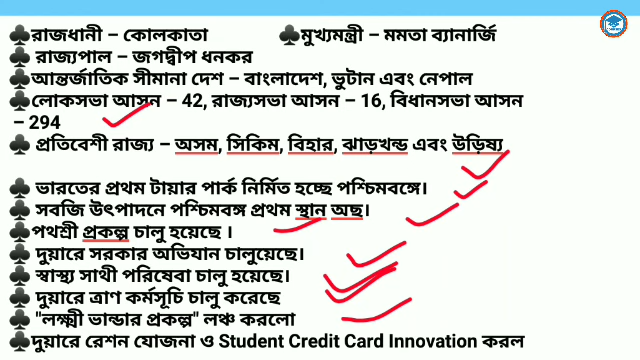 ♣রাজধানী – কোলকাতা ♣মুখ্যমন্ত্রী – মমতা ব্যানার্জি
♣ রাজ্যপাল – জগদ্বীপ ধনকর
♣আন্তর্জাতিক সীমানা দেশ – বাংলাদেশ, ভুটান এবং নেপাল
♣লোকসভা আসন – 42, রাজ্যসভা আসন – 16, বিধানসভা আসন
– 294
♣ প্রতিবেশী রাজ্য – অসম, সিকিম, বিহার, ঝাড়খন্ড এবং উড়িষ্য
♣ ভারতের প্রথম টায়ার পার্ক নির্মিত হচ্ছে পশ্চিমবঙ্গে।
♣ সবজি উৎপাদনে পশ্চিমবঙ্গ প্রথম স্থান অছ।
♣পথশ্রী প্রকল্প চালু হয়েছে ।
♣ দুয়ারে সরকার অভিযান চালুয়েছে।
♣ স্বাস্থ্য সাথী পরিষেবা চালু হয়েছে।
♣ দুয়ারে ত্রাণ কর্মসূচি চালু করেছে
♣ "লক্ষ্মী ভান্ডার প্রকল্প" লঞ্চ করলো
♣দুয়ারে রেশন যোজনা ও Student Credit Card Innovation করল